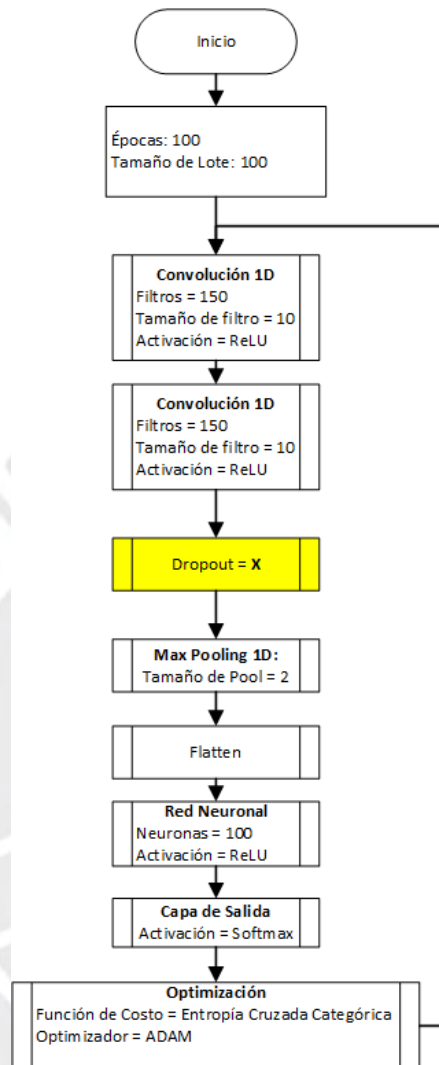 Inicio
Épocas: 100
Tamaño de Lote: 100
Convolución 1D
Filtros = 150
Tamaño de filtro = 10
Activación = ReLU
Convolución 1D
Filtros = 150
Tamaño de filtro = 10
Activación = ReLU
Dropout = X
Max Pooling 1D:
Tamaño de Pool = 2
Flatten
Red Neuronal
Neuronas = 100
Activación = ReLU
Capa de Salida
Activación = Softmax
Optimización
Función de Costo = Entropía Cruzada Categórica
Optimizador = ADAM